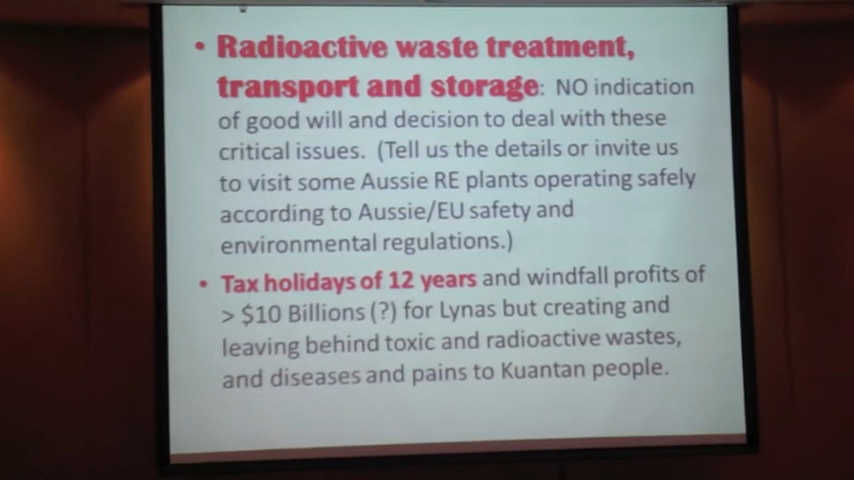 • Radioactive waste treatment,
transport and storage: NO indication
of good will and decision to deal with these
critical issues. (Tell us the details or invite us
to visit some Aussie RE plants operating safely
according to Aussie/EU safety and
environmental regulations.)
• Tax holidays of 12 years and windfall profits of
> $10 Billions (?) for Lynas but creating and
leaving behind toxic and radioactive wastes,
and diseases and pains to Kuantan people.